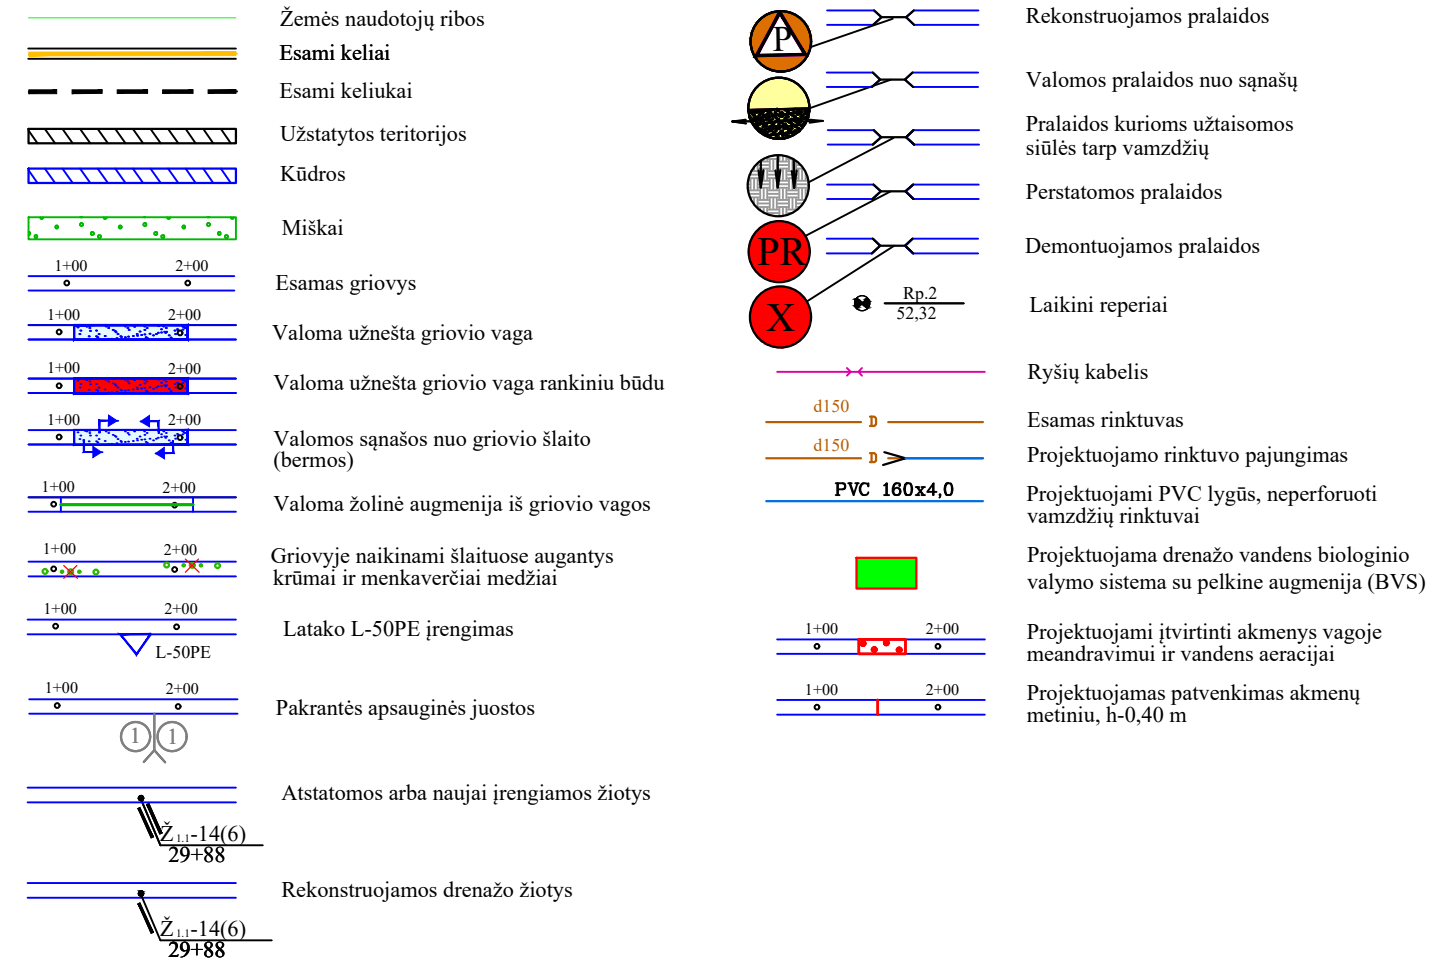 Žemės naudotojų ribos
Esami keliai
Esami keliukai
Užstatytos teritorijos
Kūdros
Miškai
1+00 2+00
Esamas griovys
1+00 2+00
Valoma užnešta griovio vaga
1+00 2+00
Valoma užnešta griovio vaga rankiniu būdu
1+00 2+00
Valomos sąnašos nuo griovio šlaito
(bermos)
1+00 2+00
Valoma žolinė augmenija iš griovio vagos
1+00 2+00
Griovyje naikinami šlaituose augantys
krūmai ir menkaverčiai medžiai
1+00 2+00
L-50PE
Latako L-50PE įrengimas
1+00 2+00
1 1
Pakrantės apsauginės juostos
Atstatomos arba naujai įrengiamos žiotys
Ž1.1-14(6)
29+88
Rekonstruojamos drenažo žiotys
Ž1.1-14(6)
29+88
P
Rekonstruojamos pralaidos
Valomos pralaidos nuo sąnašų
Pralaidos kurioms užtaisomos
siūlės tarp vamzdžių
PR
Perstatomos pralaidos
X
Demontuojamos pralaidos
Rp.2
52,32
Laikini reperiai
Ryšių kabelis
d150
D
Esamas rinktuvas
d150
D
Projektuojamo rinktuvo pajungimas
PVC 160x4,0
Projektuojami PVC lygūs, neperforuoti
vamzdžių rinktuvai
Projektuojama drenažo vandens biologinio
valymo sistema su pelkine augmenija (BVS)
1+00 2+00
Projektuojami įtvirtinti akmenys vagoje
meandravimui ir vandens aeracijai
1+00 2+00
Projektuojamas patvenkimas akmenų
metiniu, h-0,40 m